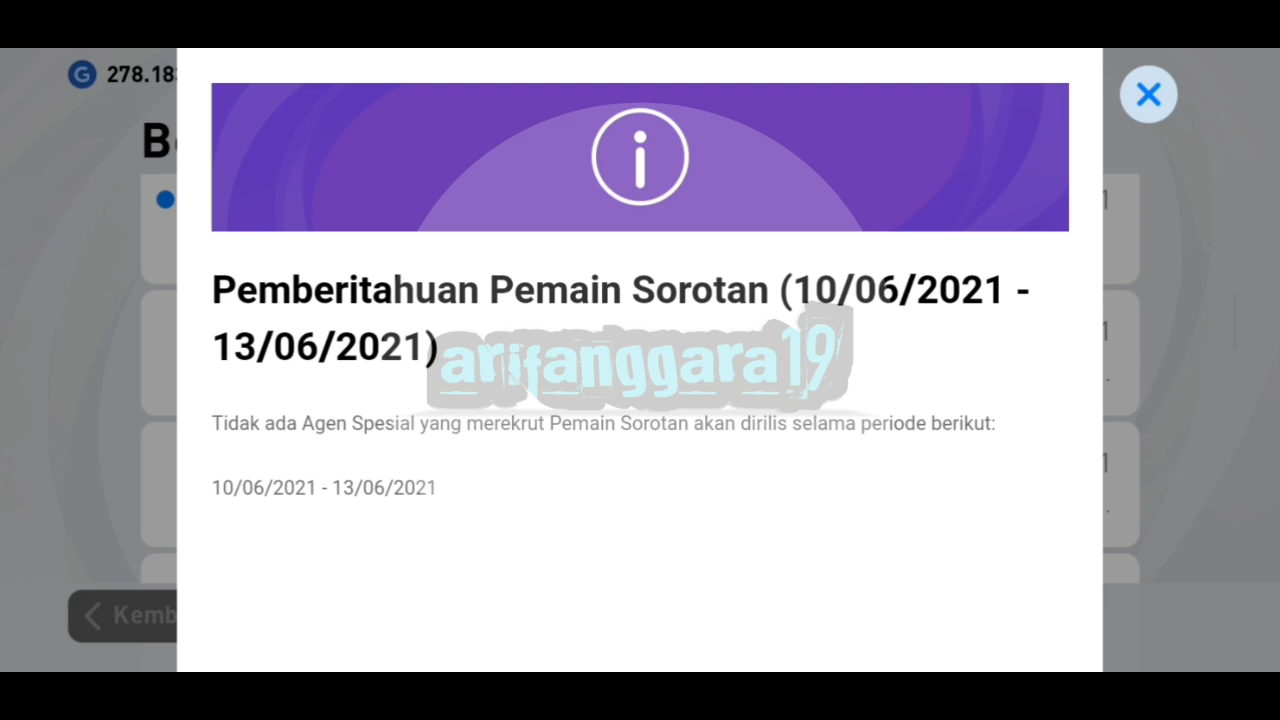 G 278.18
Pemberitahuan Pemain Sorotan (10/06/2021 -
13/06/2021)
arifanggara19
Tidak ada Agen Spesial yang merekrut Pemain Sorotan akan dirilis selama periode berikut:
10/06/2021 - 13/06/2021
Kemb